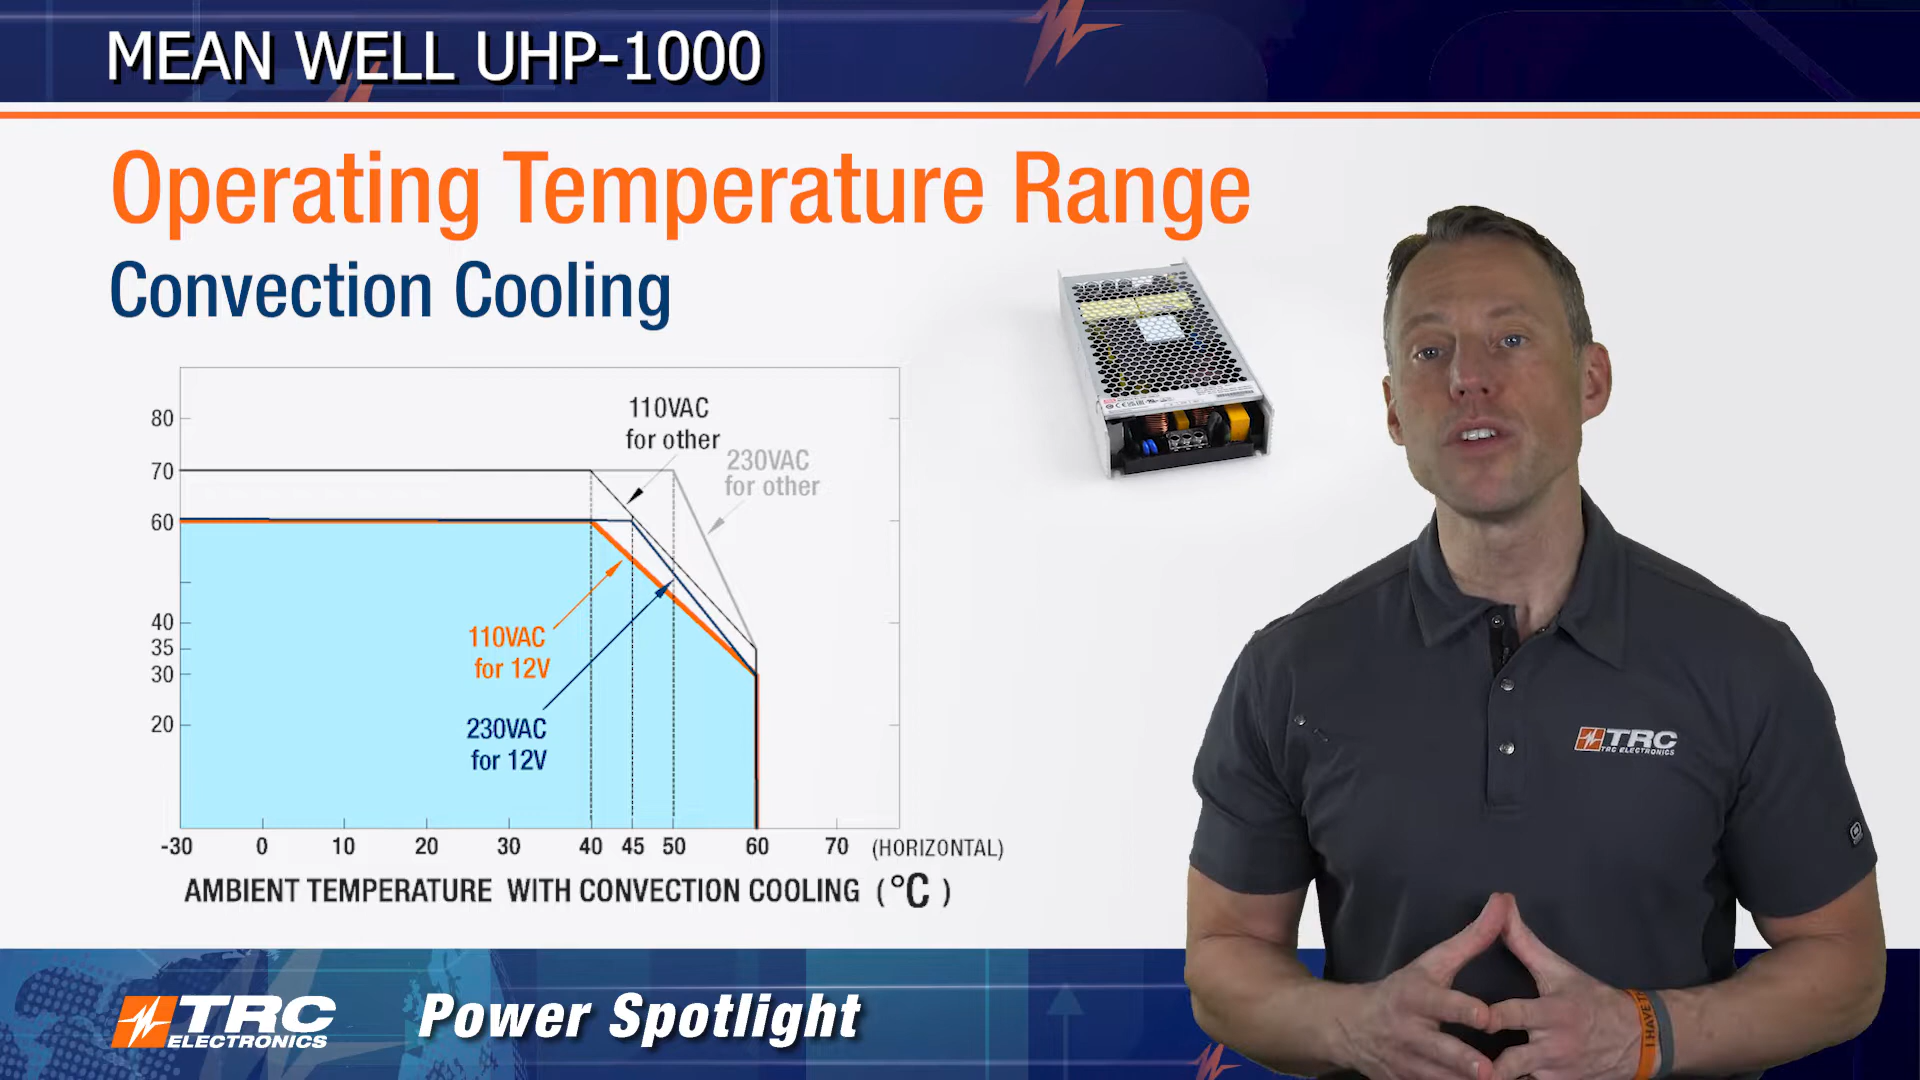 MEAN WELL UHP-1000
Operating Temperature Range
Convection Cooling
110VAC
for other
230VAC
for other
80
70
60
40
35
30
20
110VAC
for 12V
230VAC
for 12V
-30 0 10 20 30 40 45 50 60 70 (HORIZONTAL)
AMBIENT TEMPERATURE WITH CONVECTION COOLING (°C)
TRC
TRC ELECTRONICS
I HAVE
TRC
ELECTRONICS
Power Spotlight